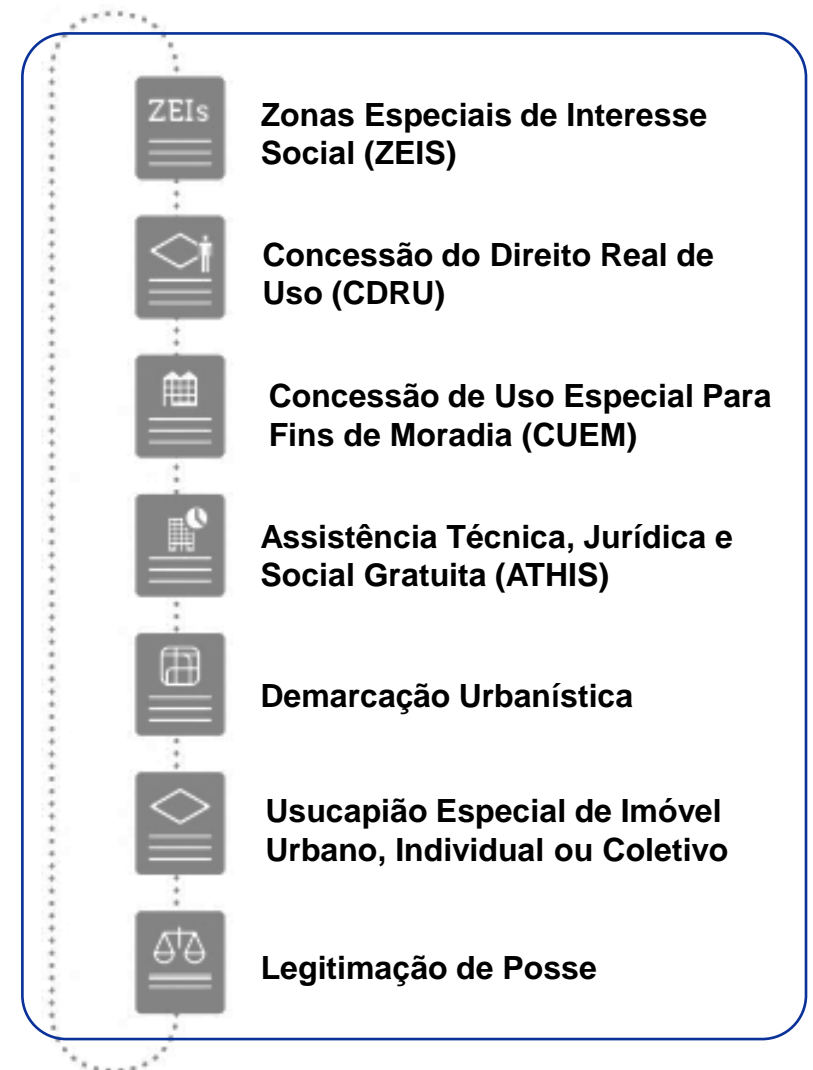 ZEIs
Zonas Especiais de Interesse
Social (ZEIS)
Concessão do Direito Real de
Uso (CDRU)
Concessão de Uso Especial Para
Fins de Moradia (CUEM)
Assistência Técnica, Jurídica e
Social Gratuita (ATHIS)
Demarcação Urbanística
Usucapião Especial de Imóvel
Urbano, Individual ou Coletivo
Legitimação de Posse